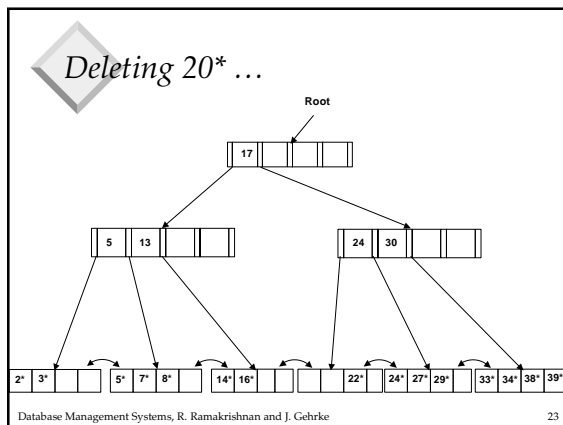 Deleting 20* …
Root
17
5 13
24 30
2* 3* 5* 7* 8* 14* 16* 22* 24* 27* 29* 33* 34* 38* 39*
Database Management Systems, R. Ramakrishnan and J. Gehrke 23